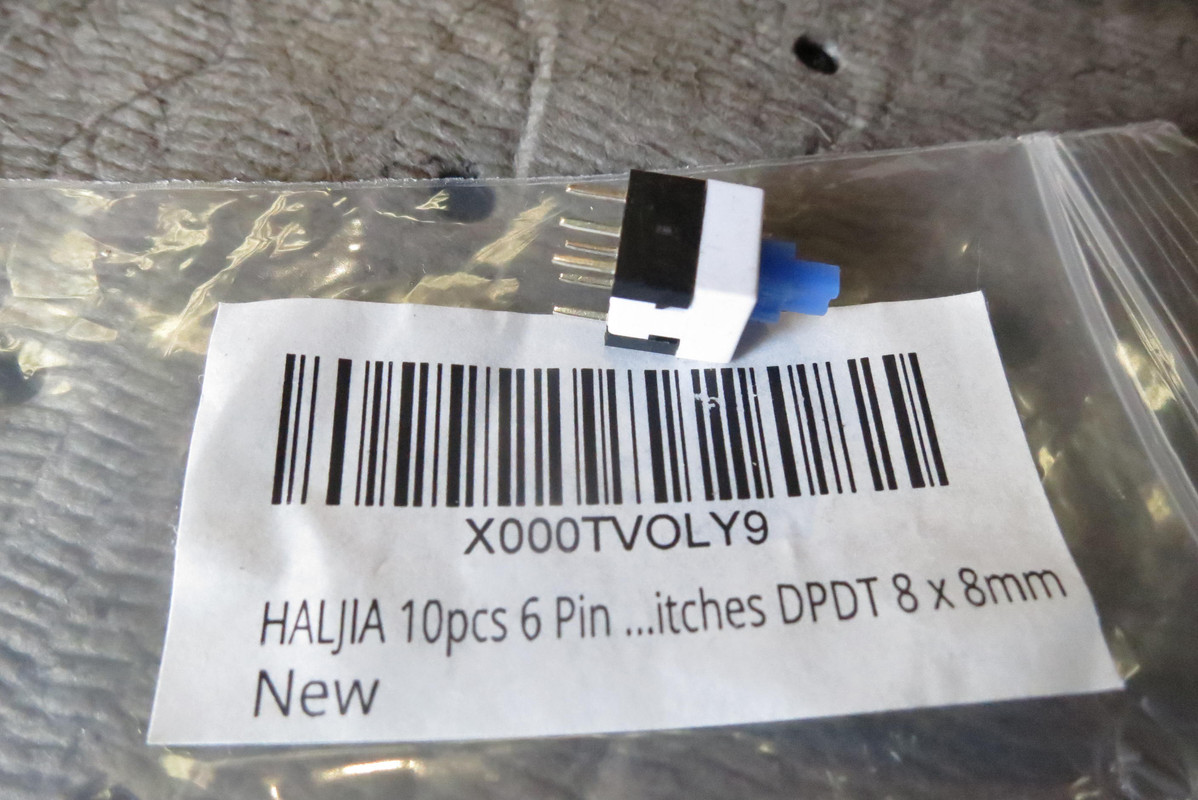 X000TVOLY9
HALJIA 10pcs 6 Pin ...itches DPDT 8 x 8mm
New